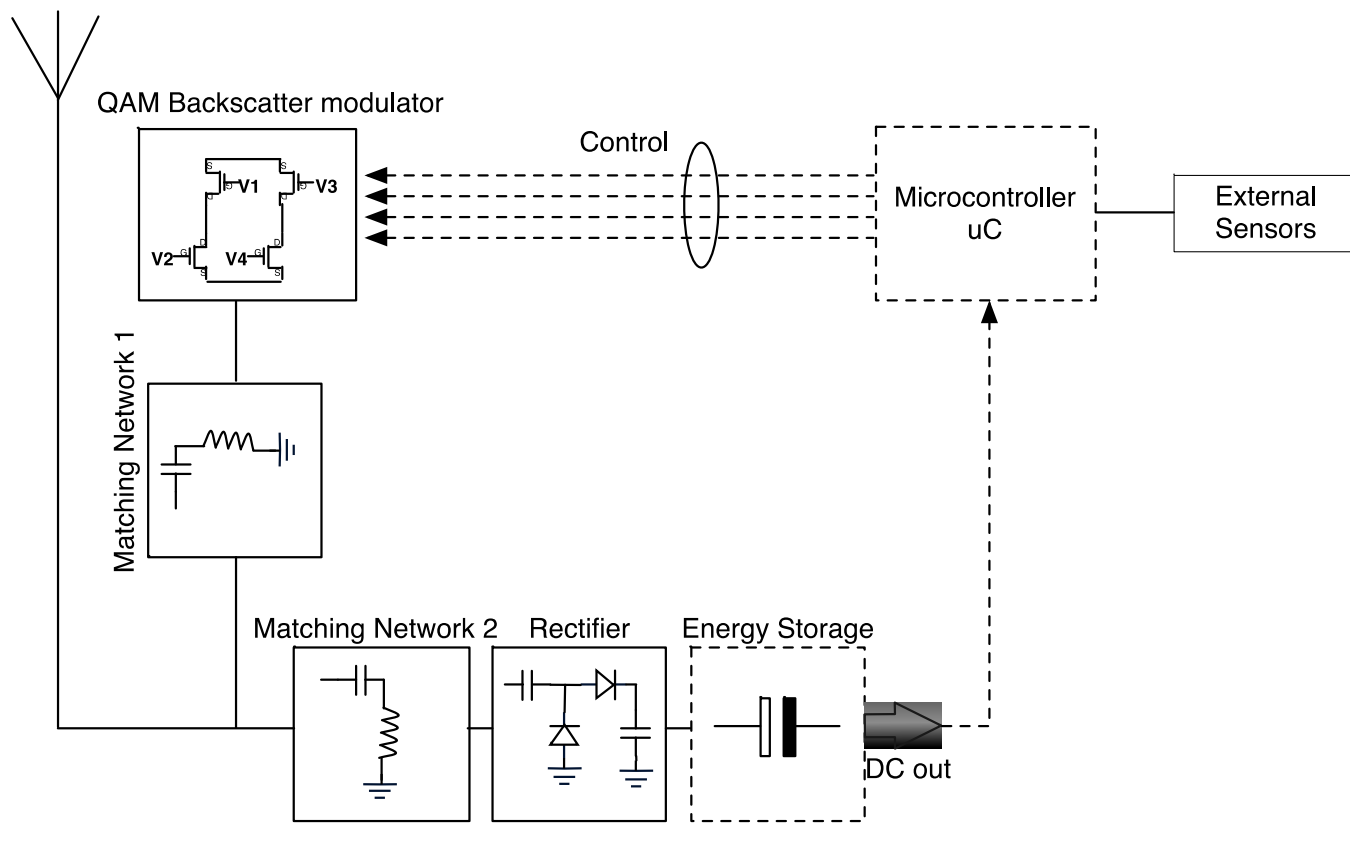 QAM Backscatter modulator
Control
S
S
G
V1
G
V3
D
D
Microcontroller
uC
External
Sensors
D
D
V2
G
V4
G
S
S
Matching Network 1
Matching Network 2
Rectifier
Energy Storage
DC out